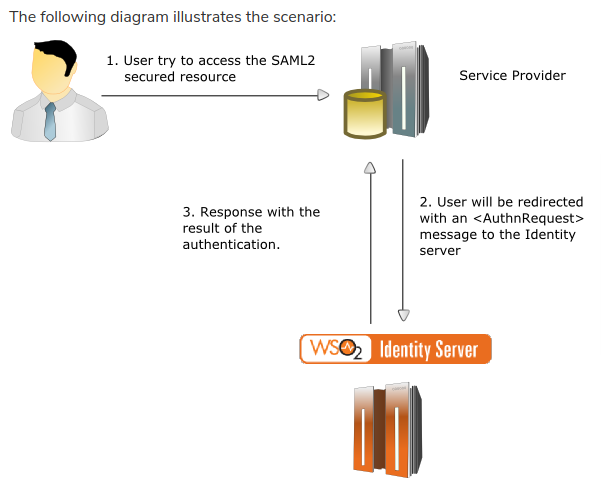 The following diagram illustrates the scenario:
1. User try to access the SAML2
secured resource
Service Provider
2. User will be redirected
with an <AuthnRequest>
message to the Identity
server
3. Response with the
result of the
authentication.
WSO2 Identity Server